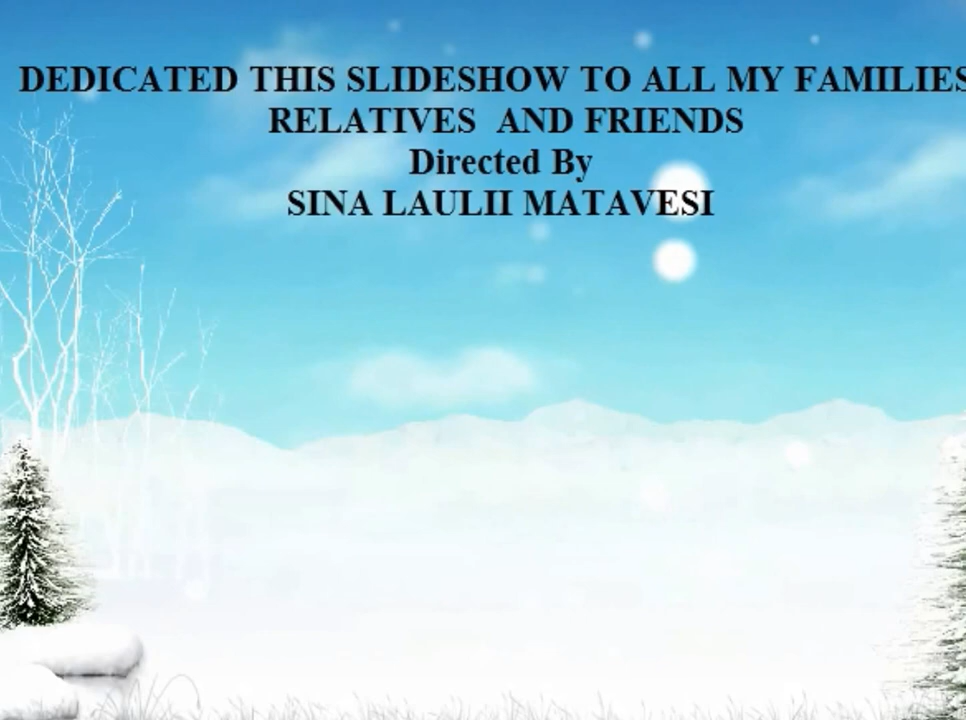 DEDICATED THIS SLIDESHOW TO ALL MY FAMILIES
RELATIVES  AND FRIENDS
Directed By
SINA LAULII MATAVESI